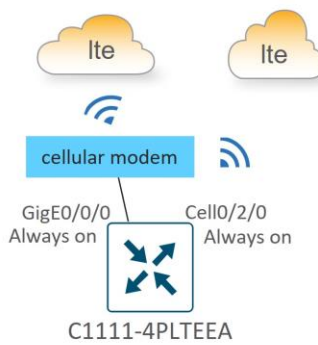 lte
lte
cellular modem
GigE0/0/0
Always on
Cell0/2/0
Always on
C1111-4PLTEEA